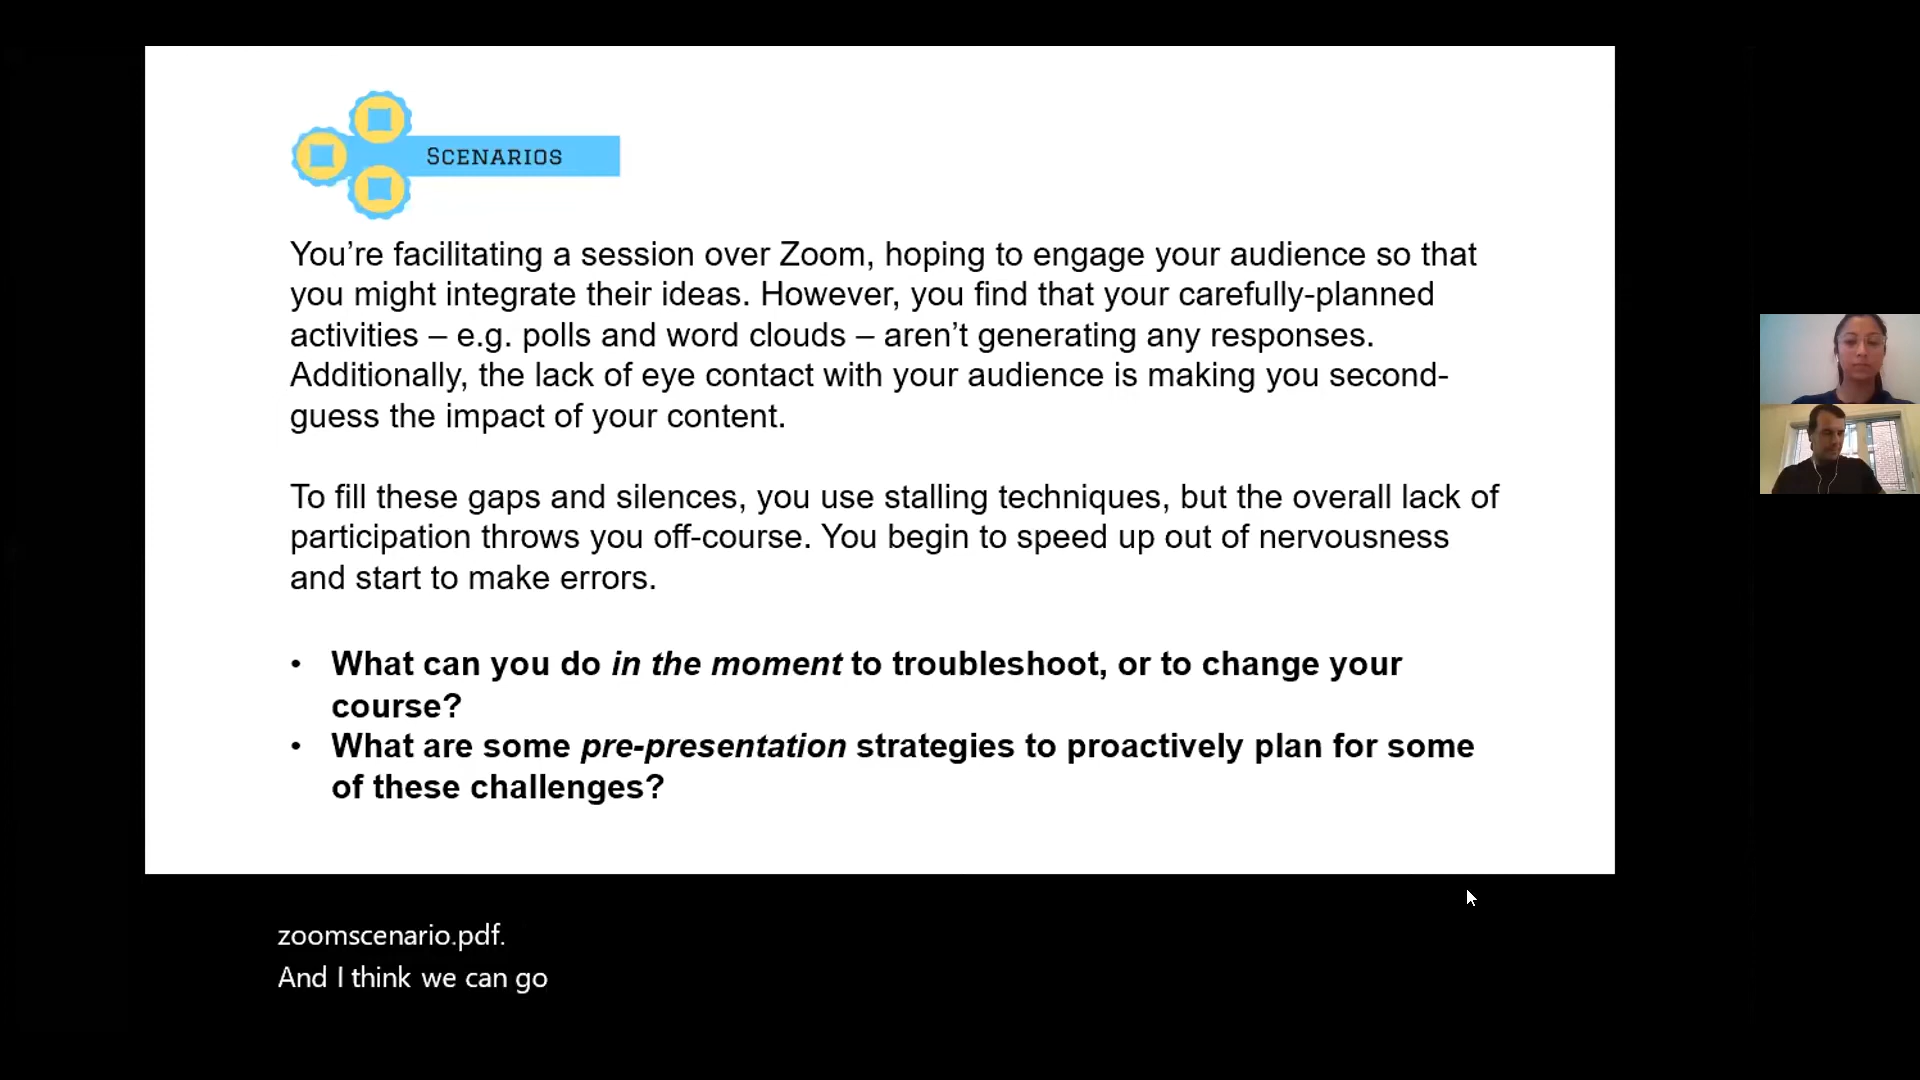 SCENARIOS
You’re facilitating a session over Zoom, hoping to engage your audience so that
you might integrate their ideas. However, you find that your carefully-planned
activities – e.g. polls and word clouds – aren’t generating any responses.
Additionally, the lack of eye contact with your audience is making you second-
guess the impact of your content.
To fill these gaps and silences, you use stalling techniques, but the overall lack of
participation throws you off-course. You begin to speed up out of nervousness
and start to make errors.
• What can you do in the moment to troubleshoot, or to change your
course?
• What are some pre-presentation strategies to proactively plan for some
of these challenges?
zoomscenario.pdf.
And I think we can go